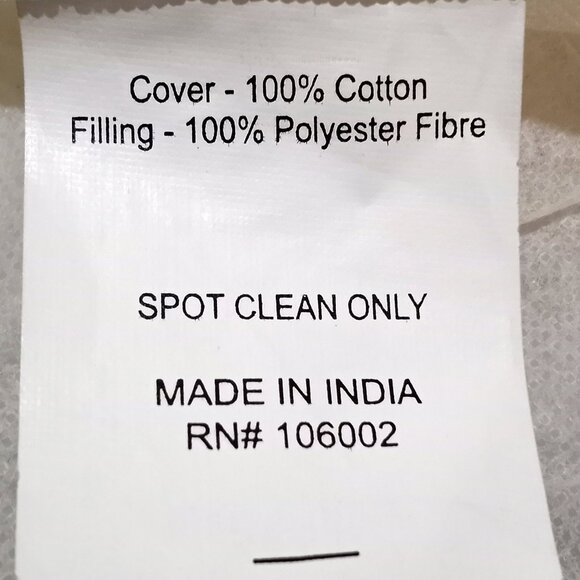 Cover - 100% Cotton
Filling - 100% Polyester Fibre
SPOT CLEAN ONLY
MADE IN INDIA
RN# 106002